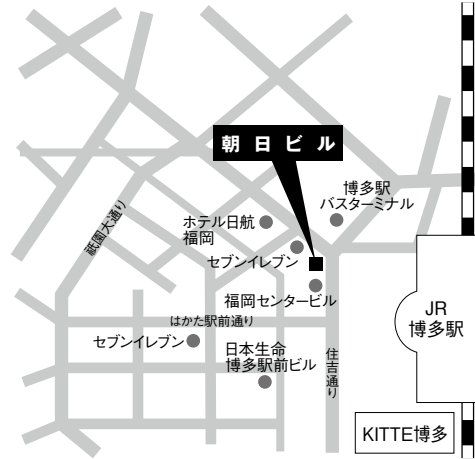 朝日ビル
博多駅
バスターミナル
ホテル日航
福岡
祇園大通り
セブンイレブン
福岡センタービル
はかた駅前通り
セブンイレブン
日本生命
博多駅前ビル
住吉通り
JR
博多駅
KITTE博多